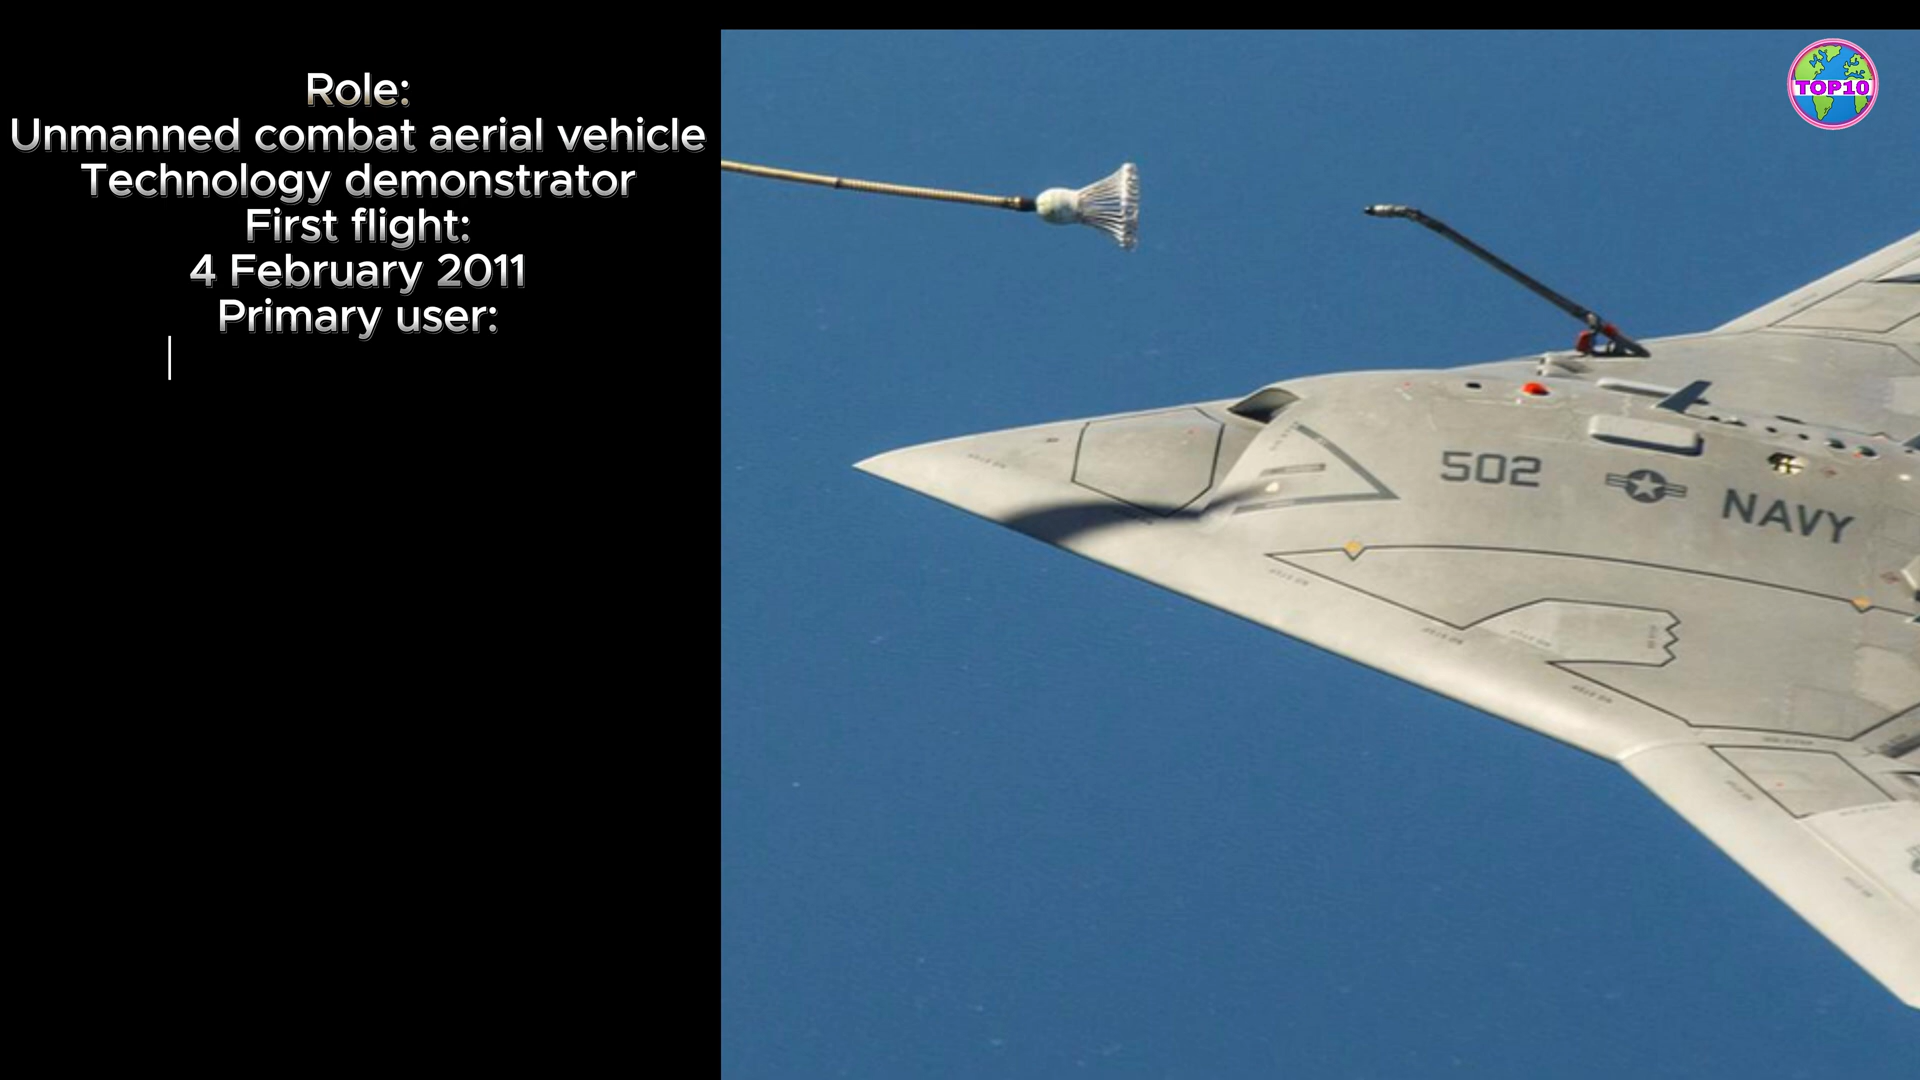 Role:
Unmanned combat aerial vehicle
Technology demonstrator
First flight:
4 February 2011
Primary user:
TOP10
502
NAVY